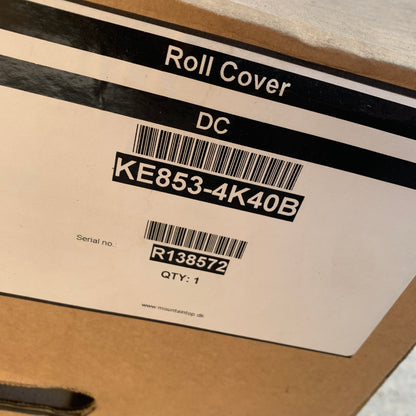 Roll Cover
DC
KE853-4K40B
Serial no.:
R138572
QTY: 1
www.mountaintop.dk